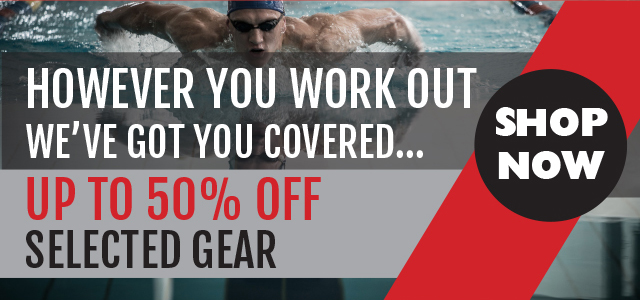 HOWEVER YOU WORK OUT
WE'VE GOT YOU COVERED...
UP TO 50% OFF
SELECTED GEAR
SHOP
NOW